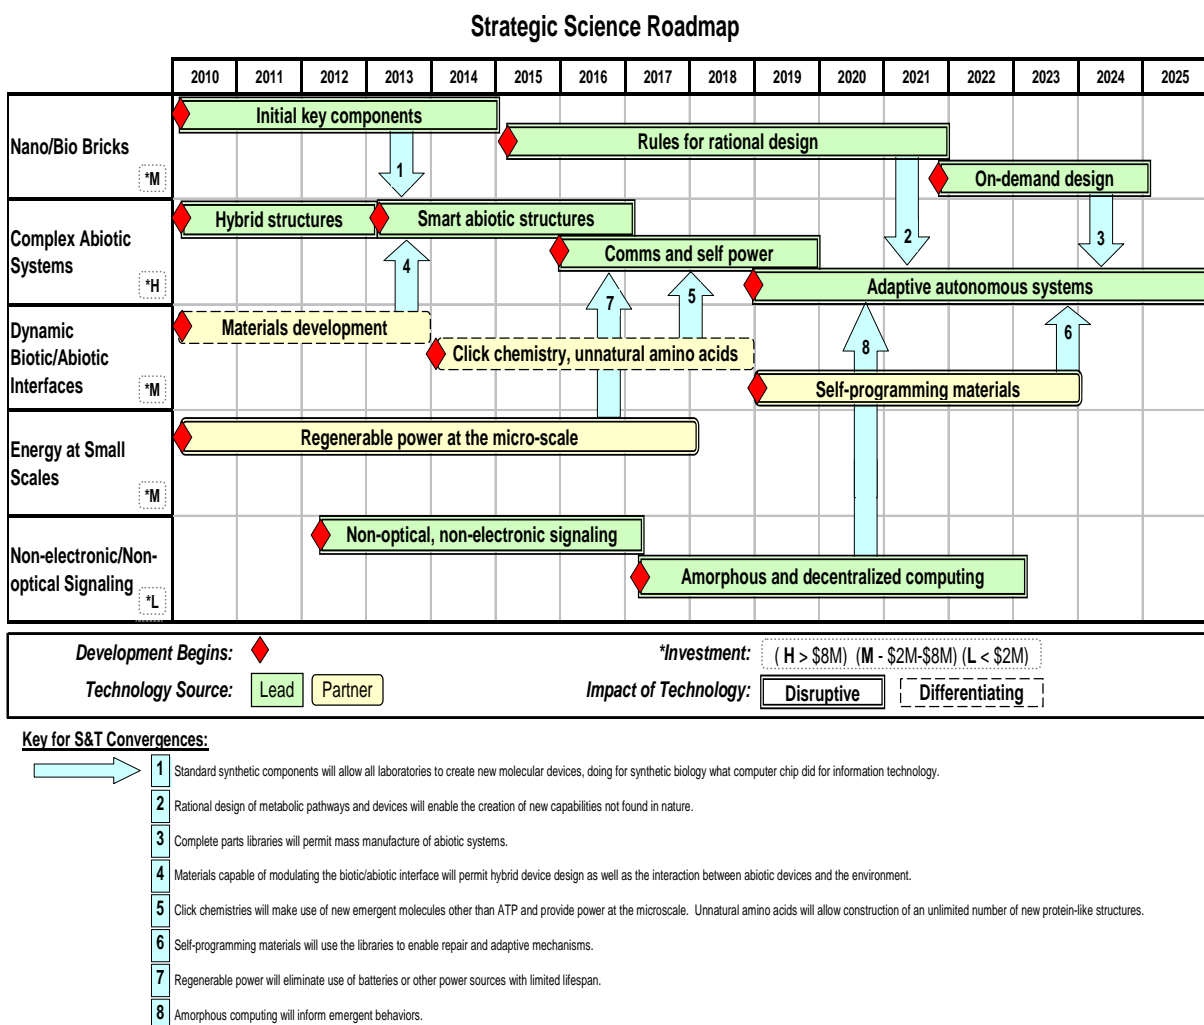 Strategic Science Roadmap
2010 2011 2012 2013 2014 2015 2016 2017 2018 2019 2020 2021 2022 2023 2024 2025
Nano/Bio Bricks
*M
Initial key components
Rules for rational design
On-demand design
1
2
3
Complex Abiotic
Systems
*H
Hybrid structures
Smart abiotic structures
Comms and self power
Adaptive autonomous systems
4
7
5
8
6
Dynamic
Biotic/Abiotic
Interfaces
*M
Materials development
Click chemistry, unnatural amino acids
Self-programming materials
Energy at Small
Scales
*M
Regenerable power at the micro-scale
Non-electronic/Non-
optical Signaling
*L
Non-optical, non-electronic signaling
Amorphous and decentralized computing
Development Begins:
*Investment: ( H > $8M) (M - $2M-$8M) (L < $2M)
Technology Source: Lead Partner
Impact of Technology: Disruptive Differentiating
Key for S&T Convergences:
1 Standard synthetic components will allow all laboratories to create new molecular devices, doing for synthetic biology what computer chip did for information technology.
2 Rational design of metabolic pathways and devices will enable the creation of new capabilities not found in nature.
3 Complete parts libraries will permit mass manufacture of abiotic systems.
4 Materials capable of modulating the biotic/abiotic interface will permit hybrid device design as well as the interaction between abiotic devices and the environment.
5 Click chemistries will make use of new emergent molecules other than ATP and provide power at the microscale. Unnatural amino acids will allow construction of an unlimited number of new protein-like structures.
6 Self-programming materials will use the libraries to enable repair and adaptive mechanisms.
7 Regenerable power will eliminate use of batteries or other power sources with limited lifespan.
8 Amorphous computing will inform emergent behaviors.